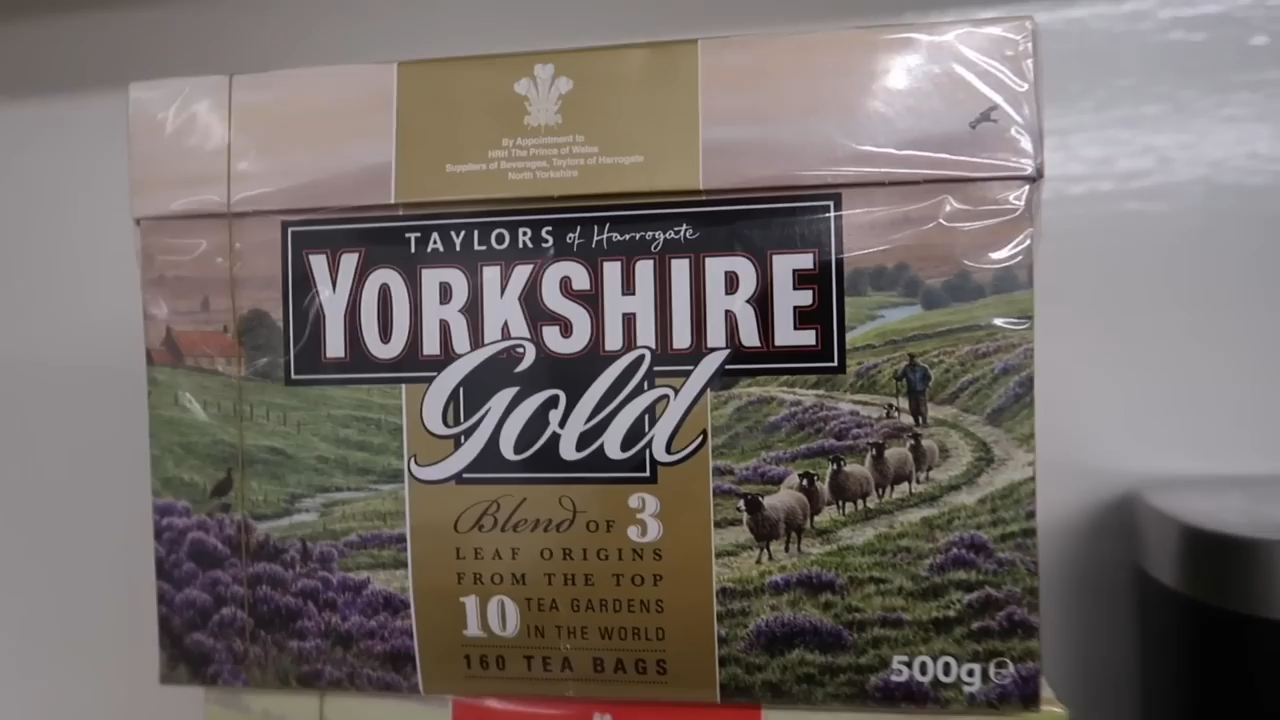 By Appointment to
HRH The Prince of Wales
Suppliers of Beverages, Taylors of Harrogate
North Yorkshire
TAYLORS of Harrogate
YORKSHIRE
Gold
Blend OF 3
LEAF ORIGINS
FROM THE TOP
10 TEA GARDENS
IN THE WORLD
160 TEA BAGS
500g ℮